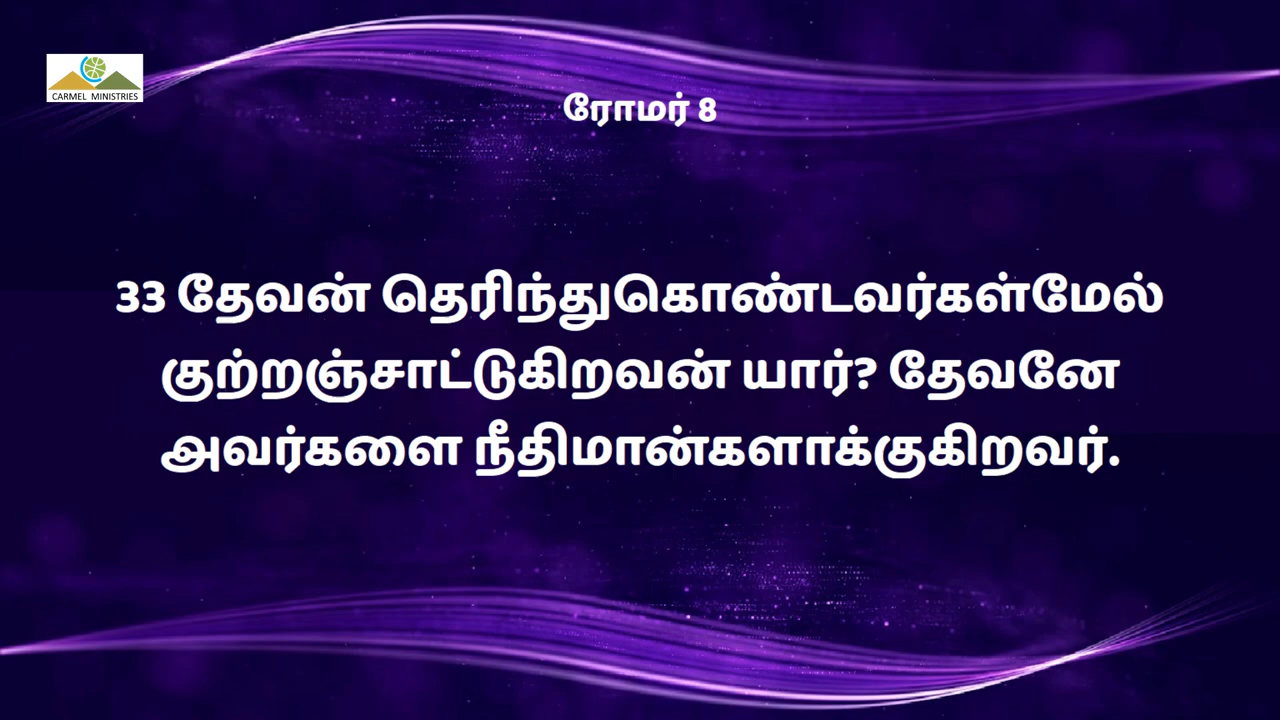 CARMEL MINISTRIES
ரோமர் 8
33 தேவன் தெரிந்துகொண்டவர்கள்மேல்
குற்றஞ்சாட்டுகிறவன் யார்? தேவனே
அவர்களை நீதிமான்களாக்குகிறவர்.